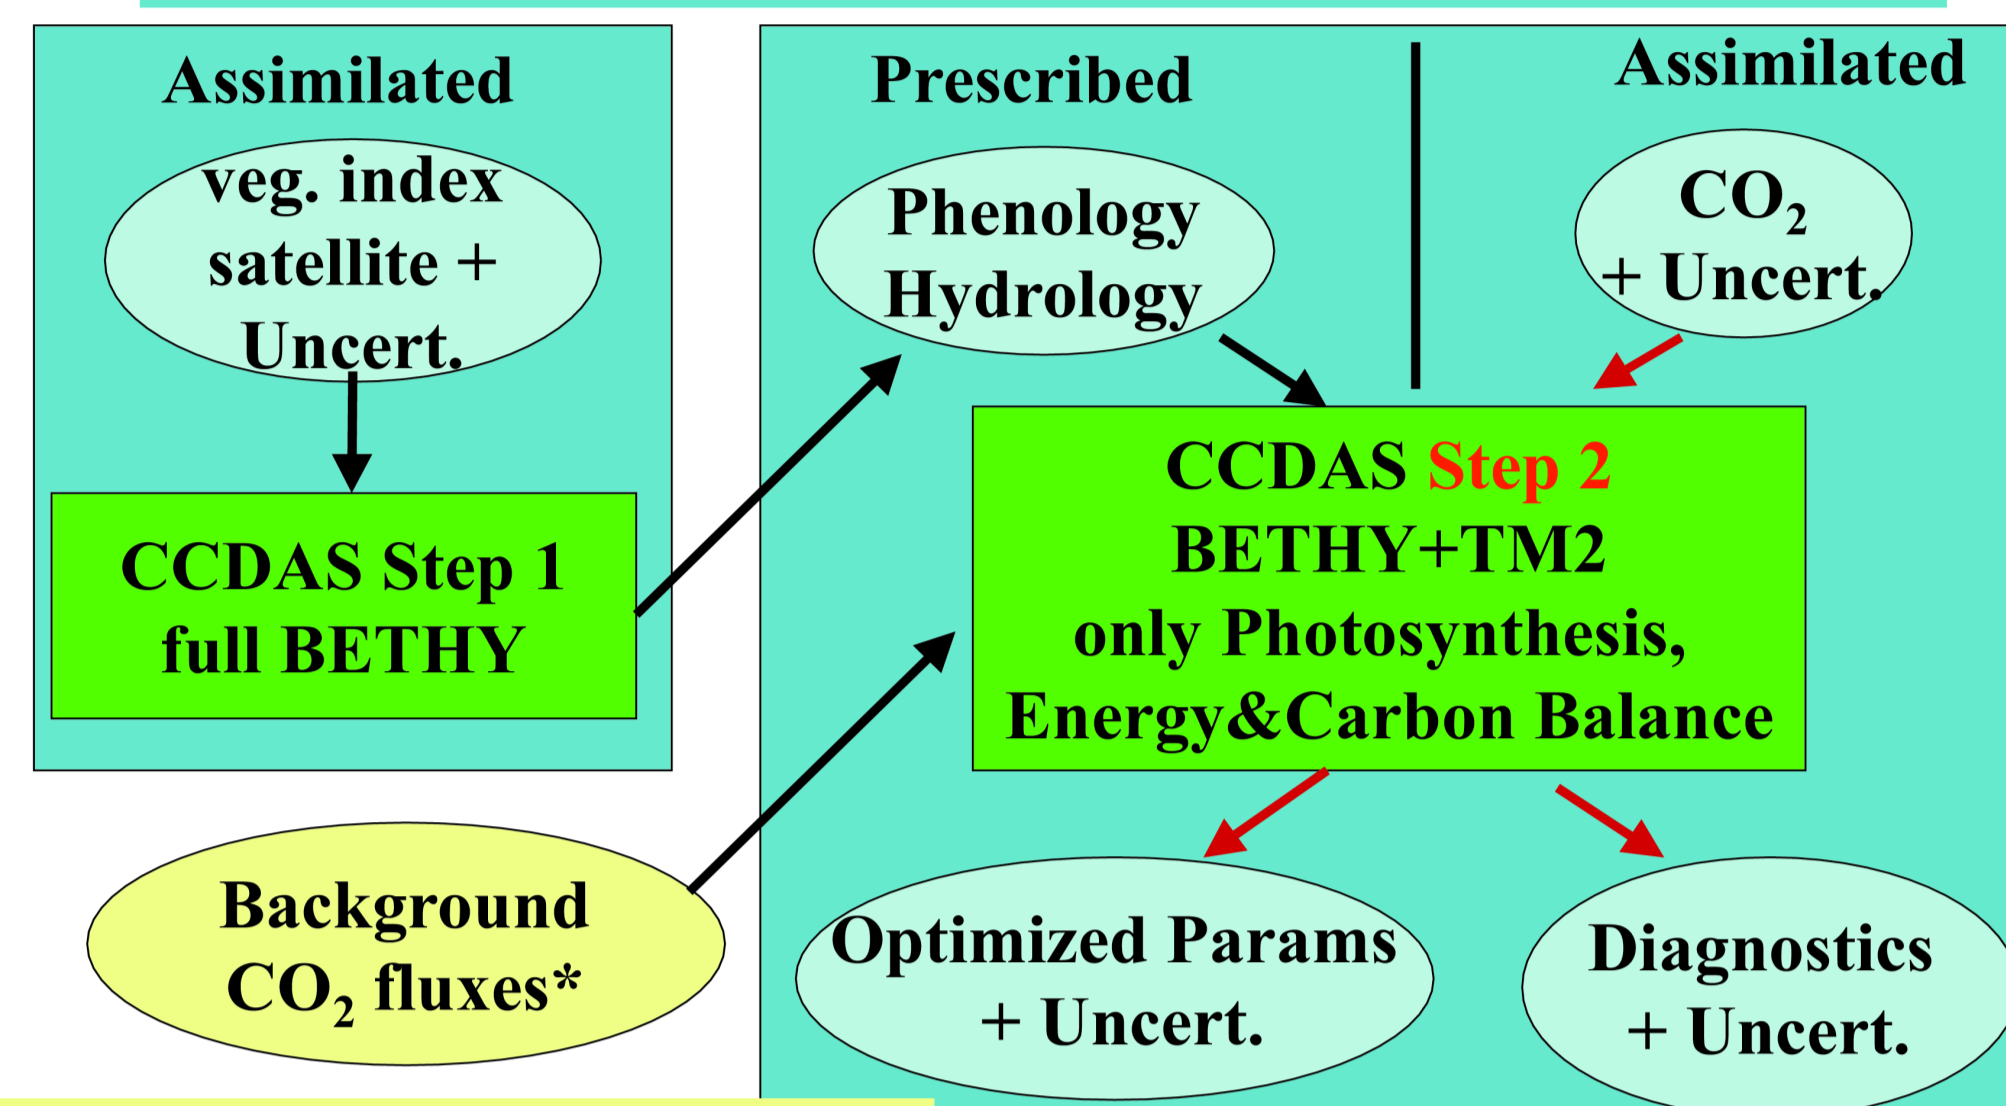 Assimilated
veg. index
satellite +
Uncert.
CCDAS Step 1
full BETHY
Background
CO₂ fluxes*
Prescribed
Phenology
Hydrology
Assimilated
CO₂
+ Uncert.
CCDAS Step 2
BETHY+TM2
only Photosynthesis,
Energy&Carbon Balance
Optimized Params
+ Uncert.
Diagnostics
+ Uncert.